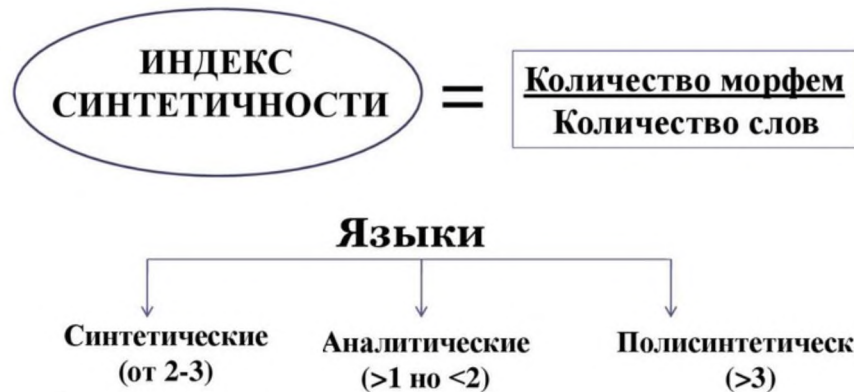 ИНДЕКС
СИНТЕТИЧНОСТИ
=
Количество морфем
Количество слов
Языки
Синтетические
(от 2-3)
Аналитические
(>1 но <2)
Полисинтетическ
(>3)